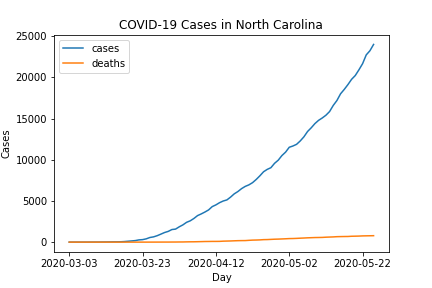 COVID-19 Cases in North Carolina
25000
20000
15000
10000
5000
0
Cases
cases
deaths
2020-03-03 2020-03-23 2020-04-12 2020-05-02 2020-05-22
Day